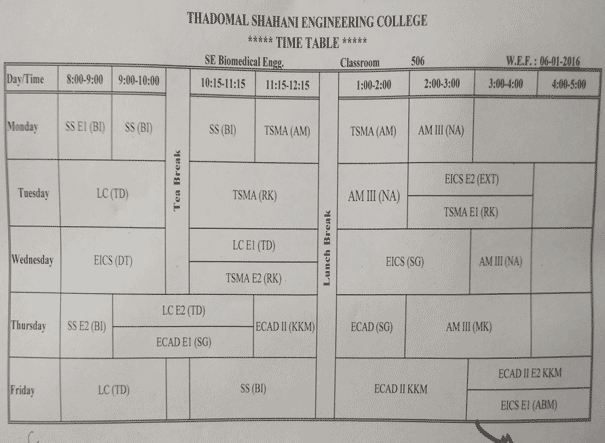 THADOMAL SHAHANI ENGINEERING COLLEGE
***** TIME TABLE *****
SE Biomedical Engg. Classroom 506 W.E.F. : 06-01-2016
Day/Time 8:00-9:00 9:00-10:00 10:15-11:15 11:15-12:15 1:00-2:00 2:00-3:00 3:00-4:00 4:00-5:00
Tea Break
Lunch Break
Monday SS E1 (BI) SS (BI) SS (BI) TSMA (AM) TSMA (AM) AM III (NA)
Tuesday LC (TD) TSMA (RK) AM III (NA) EICS E2 (EXT)
TSMA E1 (RK)
Wednesday EICS (DT) LC E1 (TD) EICS (SG) AM III (NA)
TSMA E2 (RK)
Thursday SS E2 (BI) LC E2 (TD) ECAD II (KKM) ECAD (SG) AM III (MK)
ECAD E1 (SG)
Friday LC (TD) SS (BI) ECAD II KKM ECAD II E2 KKM
EICS E1 (ABM)